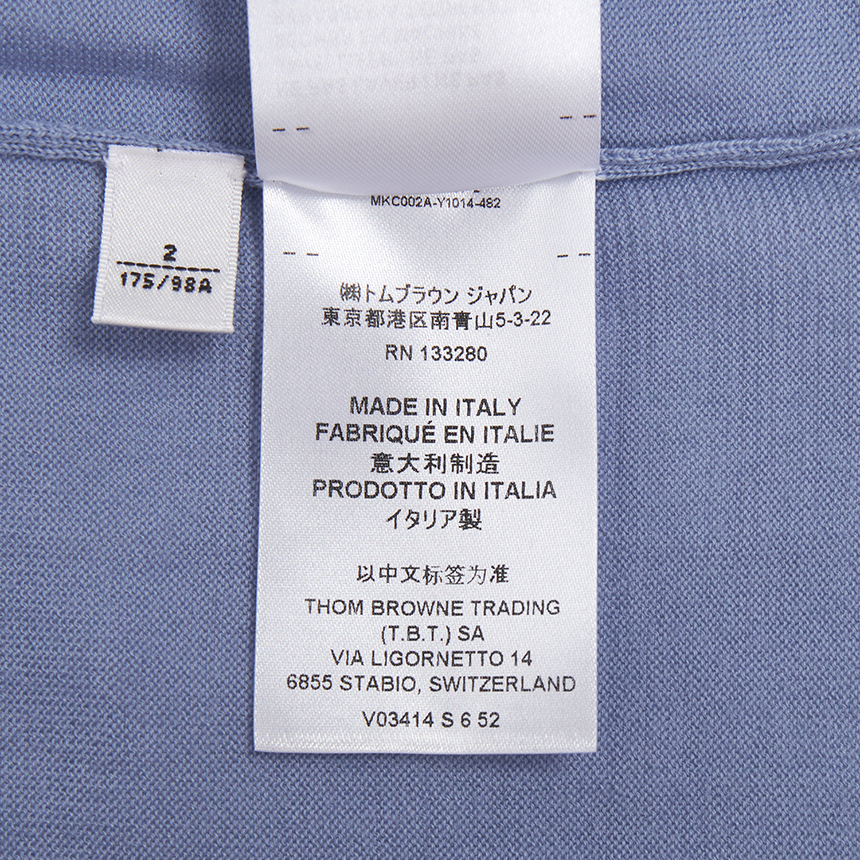 MKC002A-Y1014-482
2
175/98A
㈱トムブラウン ジャパン
東京都港区南青山5-3-22
RN 133280
MADE IN ITALY
FABRIQUÉ EN ITALIE
意大利制造
PRODOTTO IN ITALIA
イタリア製
以中文标签为准
THOM BROWNE TRADING
(T.B.T.) SA
VIA LIGORNETTO 14
6855 STABIO, SWITZERLAND
V03414 S 6 52